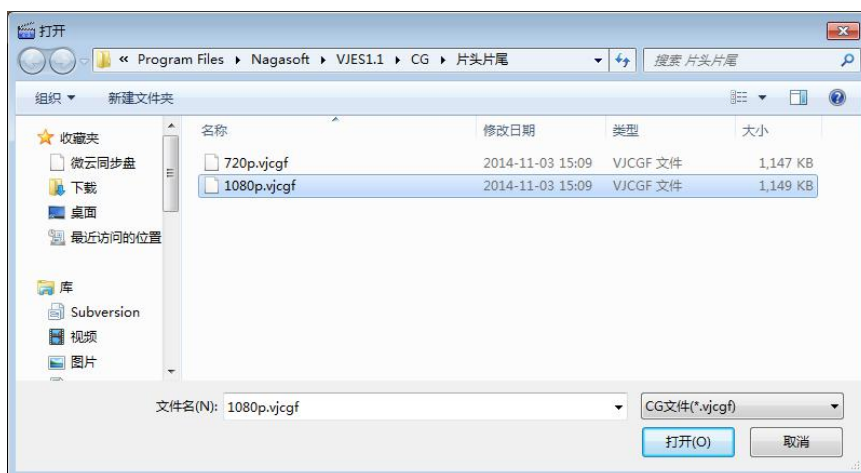 打开
« Program Files ▸ Nagasoft ▸ VJES1.1 ▸ CG ▸ 片头片尾
搜索 片头片尾
组织 新建文件夹
收藏夹
微云同步盘
下载
桌面
最近访问的位置
库
Subversion
视频
图片
名称 修改日期 类型 大小
720p.vjcgf 2014-11-03 15:09 VJCGF 文件 1,147 KB
1080p.vjcgf 2014-11-03 15:09 VJCGF 文件 1,149 KB
文件名(N): 1080p.vjcgf CG文件(*.vjcgf)
打开(O) 取消